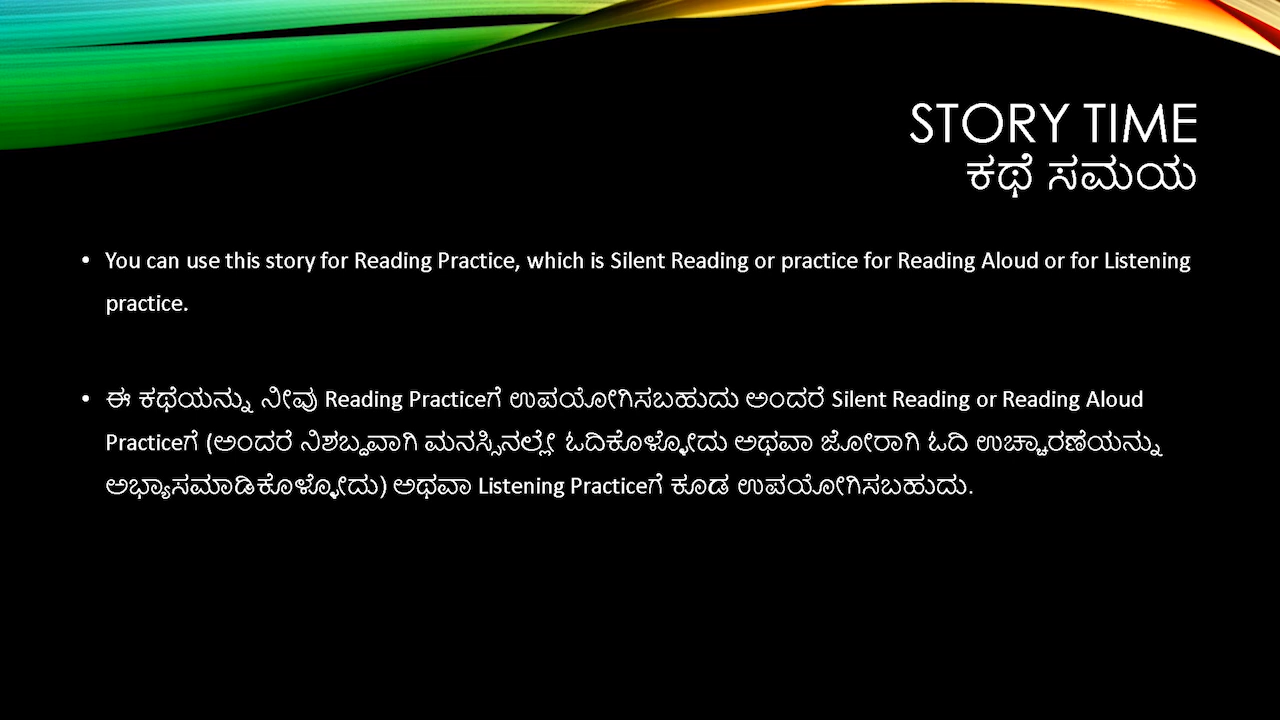 STORY TIME
ಕಥೆ ಸಮಯ
• You can use this story for Reading Practice, which is Silent Reading or practice for Reading Aloud or for Listening
practice.
• ಈ ಕಥೆಯನ್ನು ನೀವು Reading Practiceಗೆ ಉಪಯೋಗಿಸಬಹುದು ಅಂದರೆ Silent Reading or Reading Aloud
Practiceಗೆ (ಅಂದರೆ ನಿಶಬ್ದವಾಗಿ ಮನಸ್ಸಿನಲ್ಲೇ ಓದಿಕೊಳ್ಳೋದು ಅಥವಾ ಜೋರಾಗಿ ಓದಿ ಉಚ್ಚಾರಣೆಯನ್ನು
ಅಭ್ಯಾಸಮಾಡಿಕೊಳ್ಳೋದು) ಅಥವಾ Listening Practiceಗೆ ಕೂಡ ಉಪಯೋಗಿಸಬಹುದು.